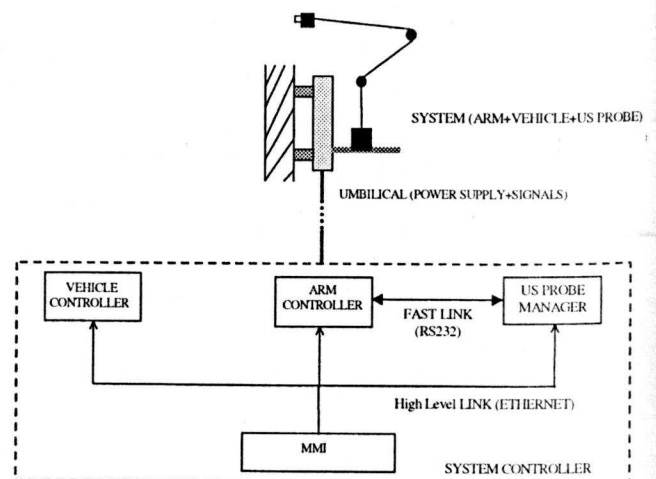 SYSTEM (ARM+VEHICLE+US PROBE)
UMBILICAL (POWER SUPPLY+SIGNALS)
VEHICLE
CONTROLLER
ARM
CONTROLLER
US PROBE
MANAGER
FAST LINK
(RS232)
High Level LINK (ETHERNET)
MMI
SYSTEM CONTROLLER